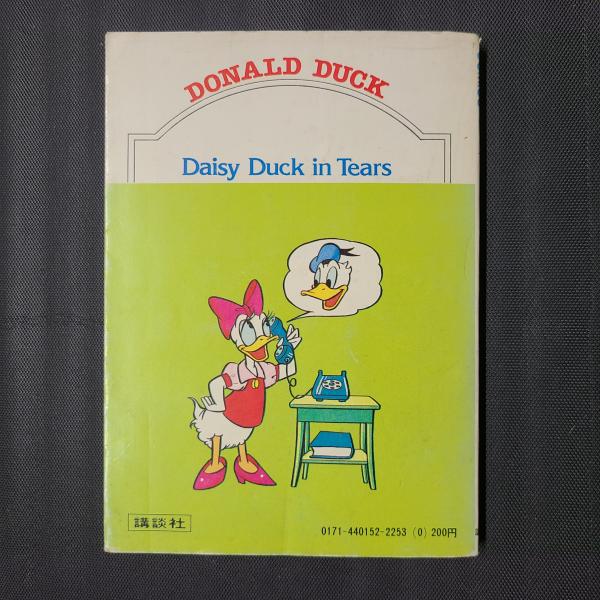 DONALD DUCK
Daisy Duck in Tears
講談社
0171-440152-2253 (0) 200円